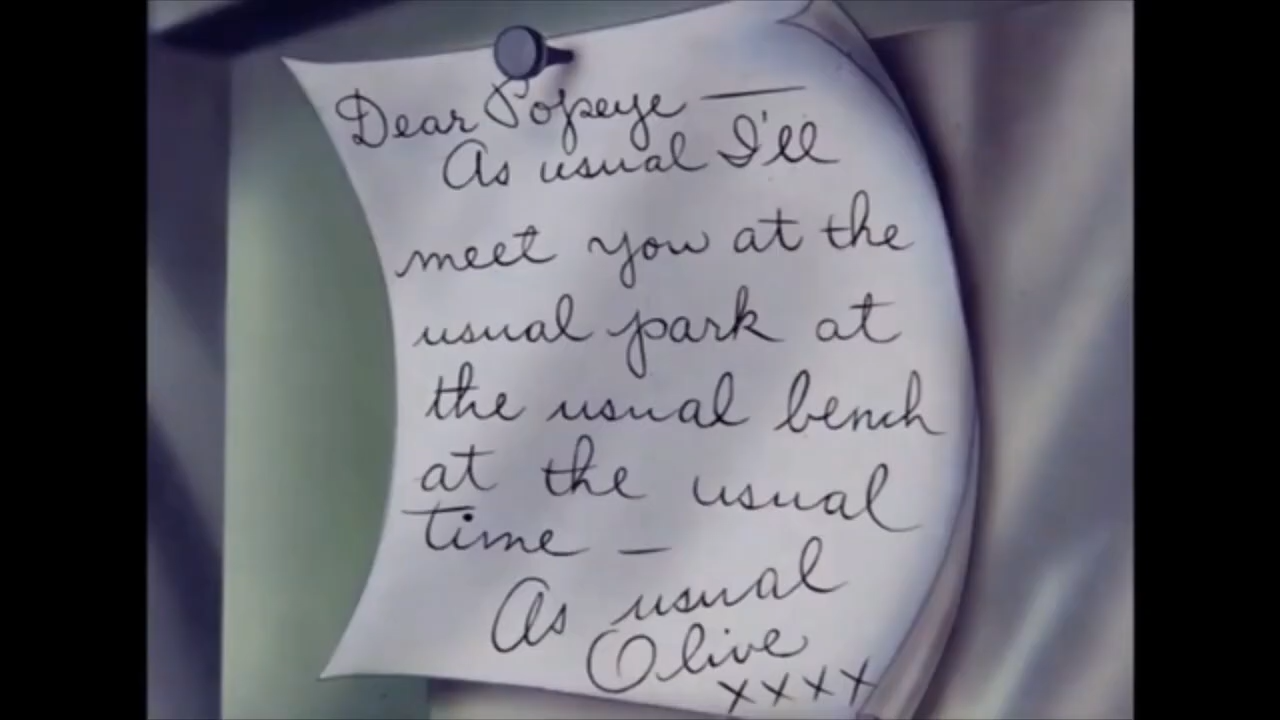 Dear Popeye —
As usual I'll
meet you at the
usual park at
the usual bench
at the usual
time —
As usual
Olive
XXXX